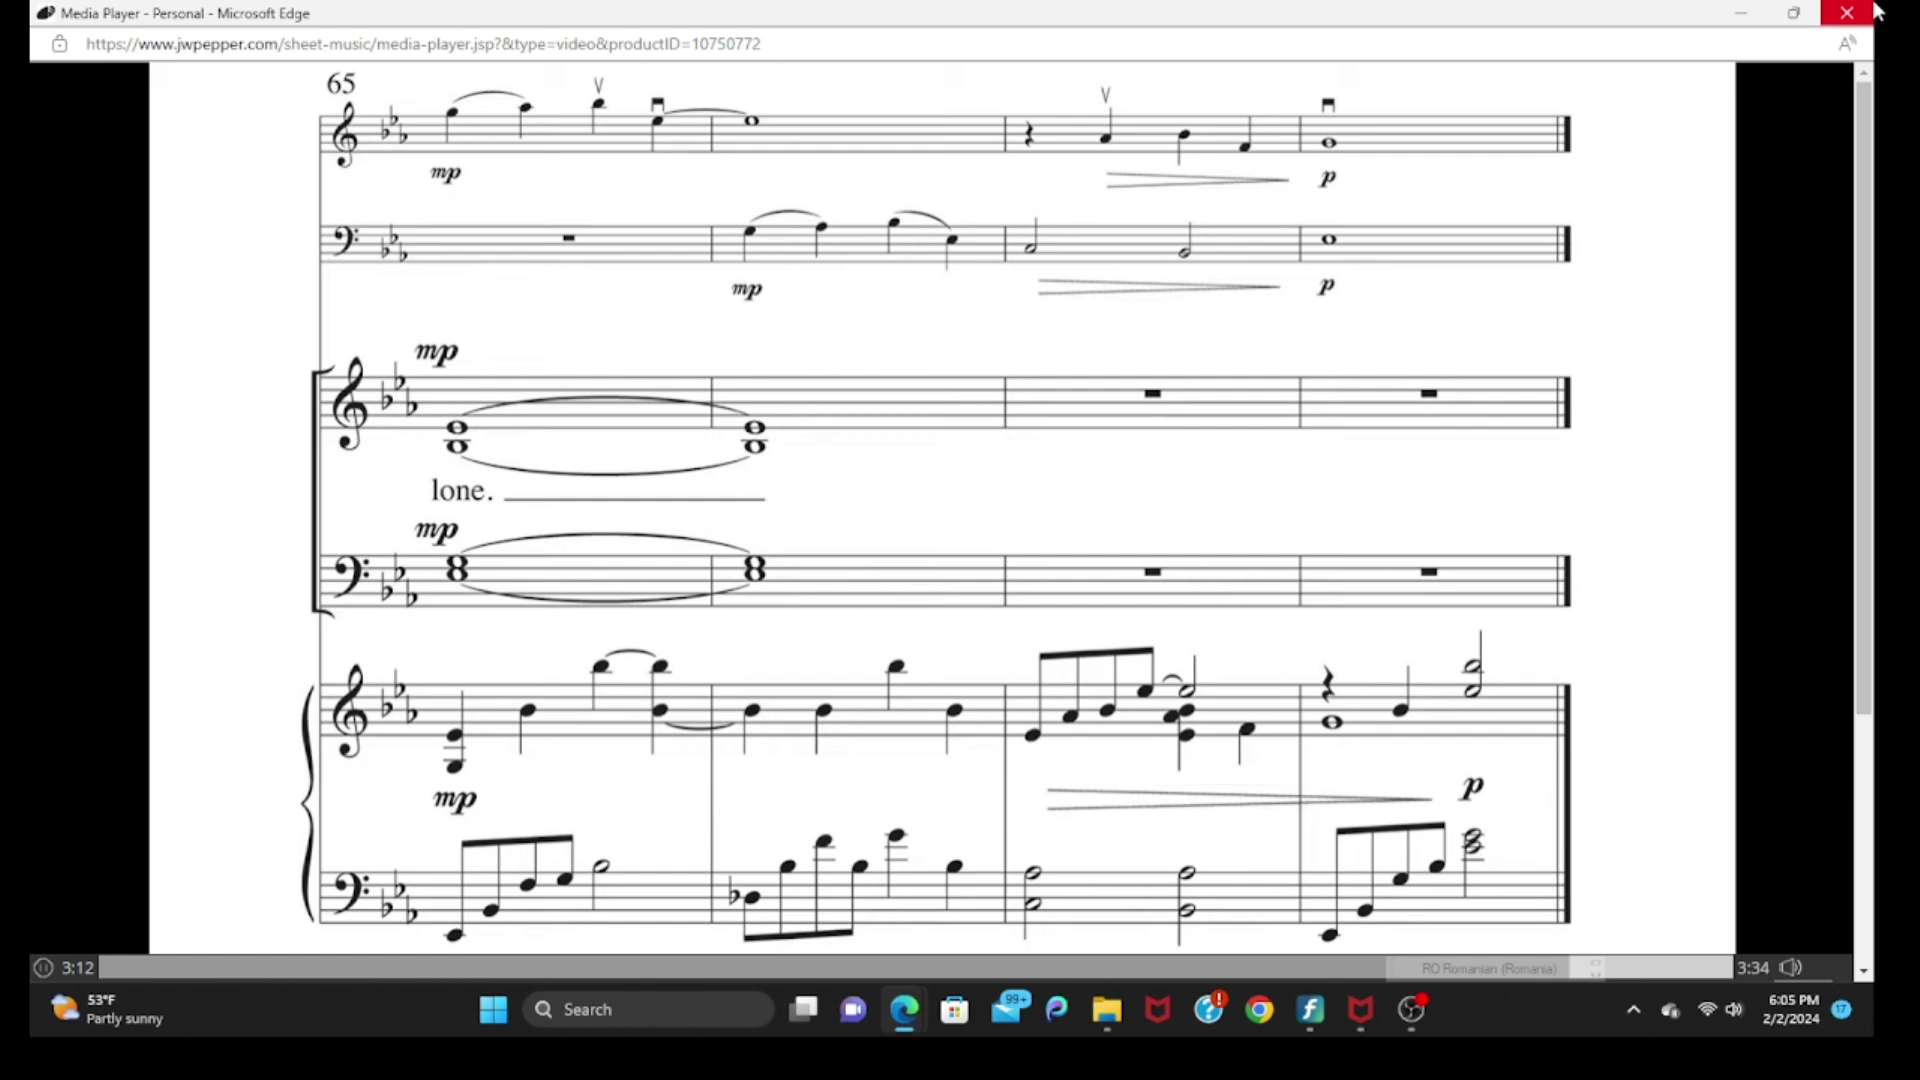 Media Player - Personal - Microsoft Edge
https://www.jwpepper.com/sheet-music/media-player.jsp?&type=video&productID=10750772
65
mp
p
mp
p
mp
lone.
mp
mp
p
3:12
RO Romanian (Romania)
3:34
53°F
Partly sunny
Search
99+
6:05 PM
2/2/2024
17